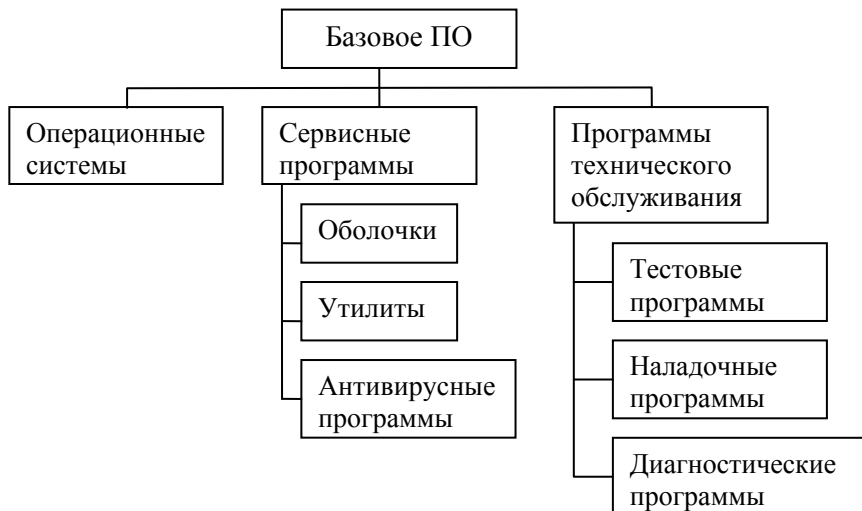 Базовое ПО
Операционные
системы
Сервисные
программы
Оболочки
Утилиты
Антивирусные
программы
Программы
технического
обслуживания
Тестовые
программы
Наладочные
программы
Диагностические
программы